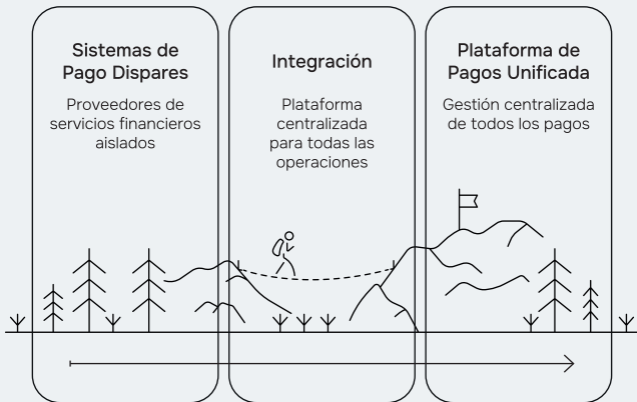 Sistemas de
Pago Dispares
Proveedores de
servicios financieros
aislados
Integración
Plataforma
centralizada
para todas las
operaciones
Plataforma de
Pagos Unificada
Gestión centralizada
de todos los pagos